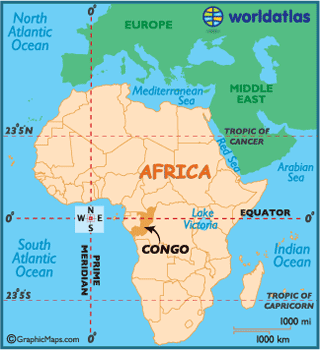 North
Atlantic
Ocean
0°
EUROPE
worldatlas
Mediterranean
Sea
MIDDLE
EAST
23°5'N
TROPIC OF
CANCER
Red Sea
Arabian
Sea
AFRICA
0°
W N E
S
Lake
Victoria
EQUATOR
0°
CONGO
South
Atlantic
Ocean
PRIME
MERIDIAN
Indian
Ocean
23°5'S
TROPIC OF
CAPRICORN
1000 mi
1000 km
©GraphicMaps.com
0°